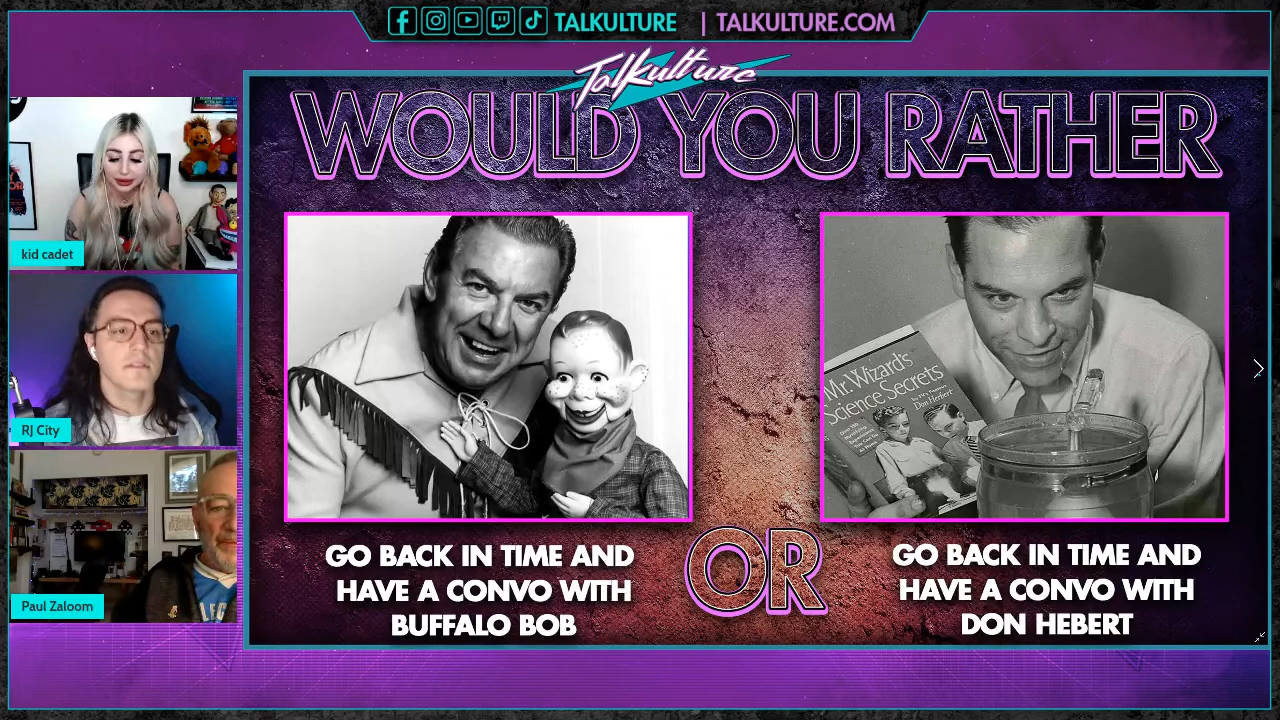 TALKULTURE | TALKULTURE.COM
Talkulture
WOULD YOU RATHER
kid cadet
RJ City
Paul Zaloom
Mr. Wizard's
Science Secrets
Don Herbert
GO BACK IN TIME AND
HAVE A CONVO WITH
BUFFALO BOB
OR
GO BACK IN TIME AND
HAVE A CONVO WITH
DON HEBERT